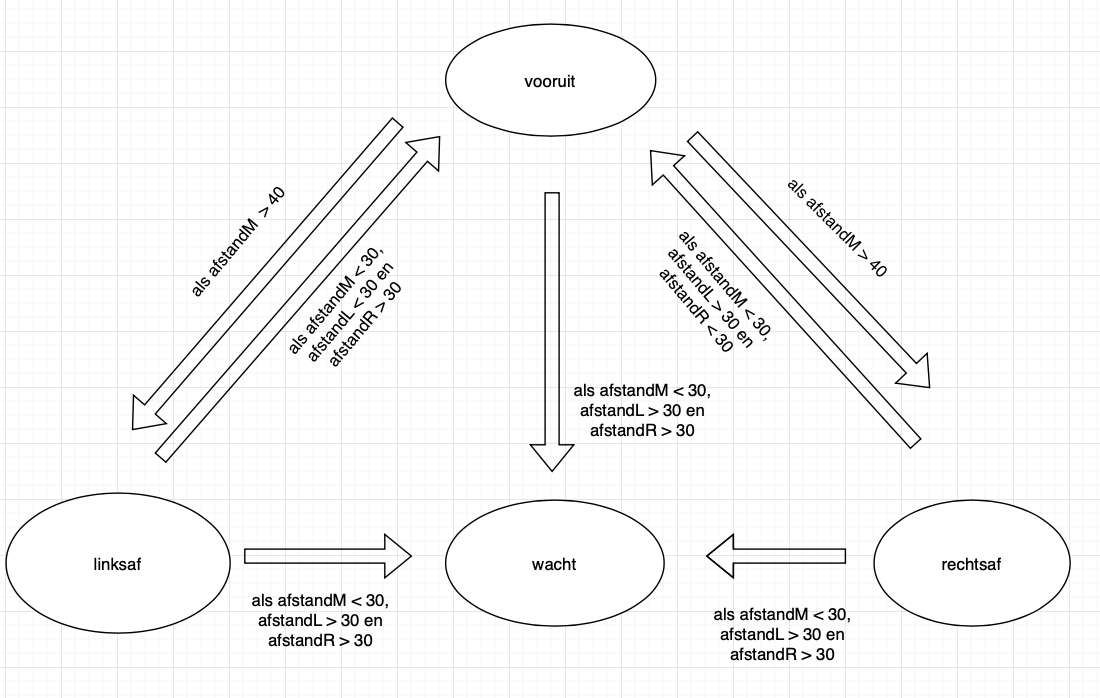 vooruit
als afstandM > 40
als afstandM < 30,
afstandL < 30 en
afstandR > 30
als afstandM < 30,
afstandL > 30 en
afstandR < 30
als afstandM > 40
als afstandM < 30,
afstandL > 30 en
afstandR > 30
linksaf
wacht
rechtsaf
als afstandM < 30,
afstandL > 30 en
afstandR > 30
als afstandM < 30,
afstandL > 30 en
afstandR > 30